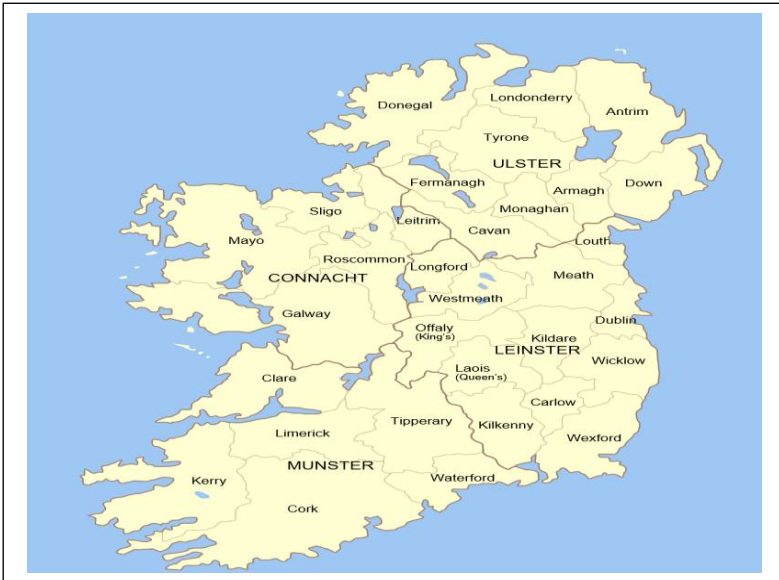 Donegal
Londonderry
Antrim
Tyrone
ULSTER
Fermanagh
Armagh
Down
Monaghan
Sligo
Leitrim
Cavan
Mayo
Louth
Roscommon
Longford
Meath
CONNACHT
Westmeath
Galway
Dublin
Offaly
(King's)
Kildare
LEINSTER
Wicklow
Laois
(Queen's)
Clare
Carlow
Tipperary
Kilkenny
Limerick
Wexford
MUNSTER
Waterford
Kerry
Cork